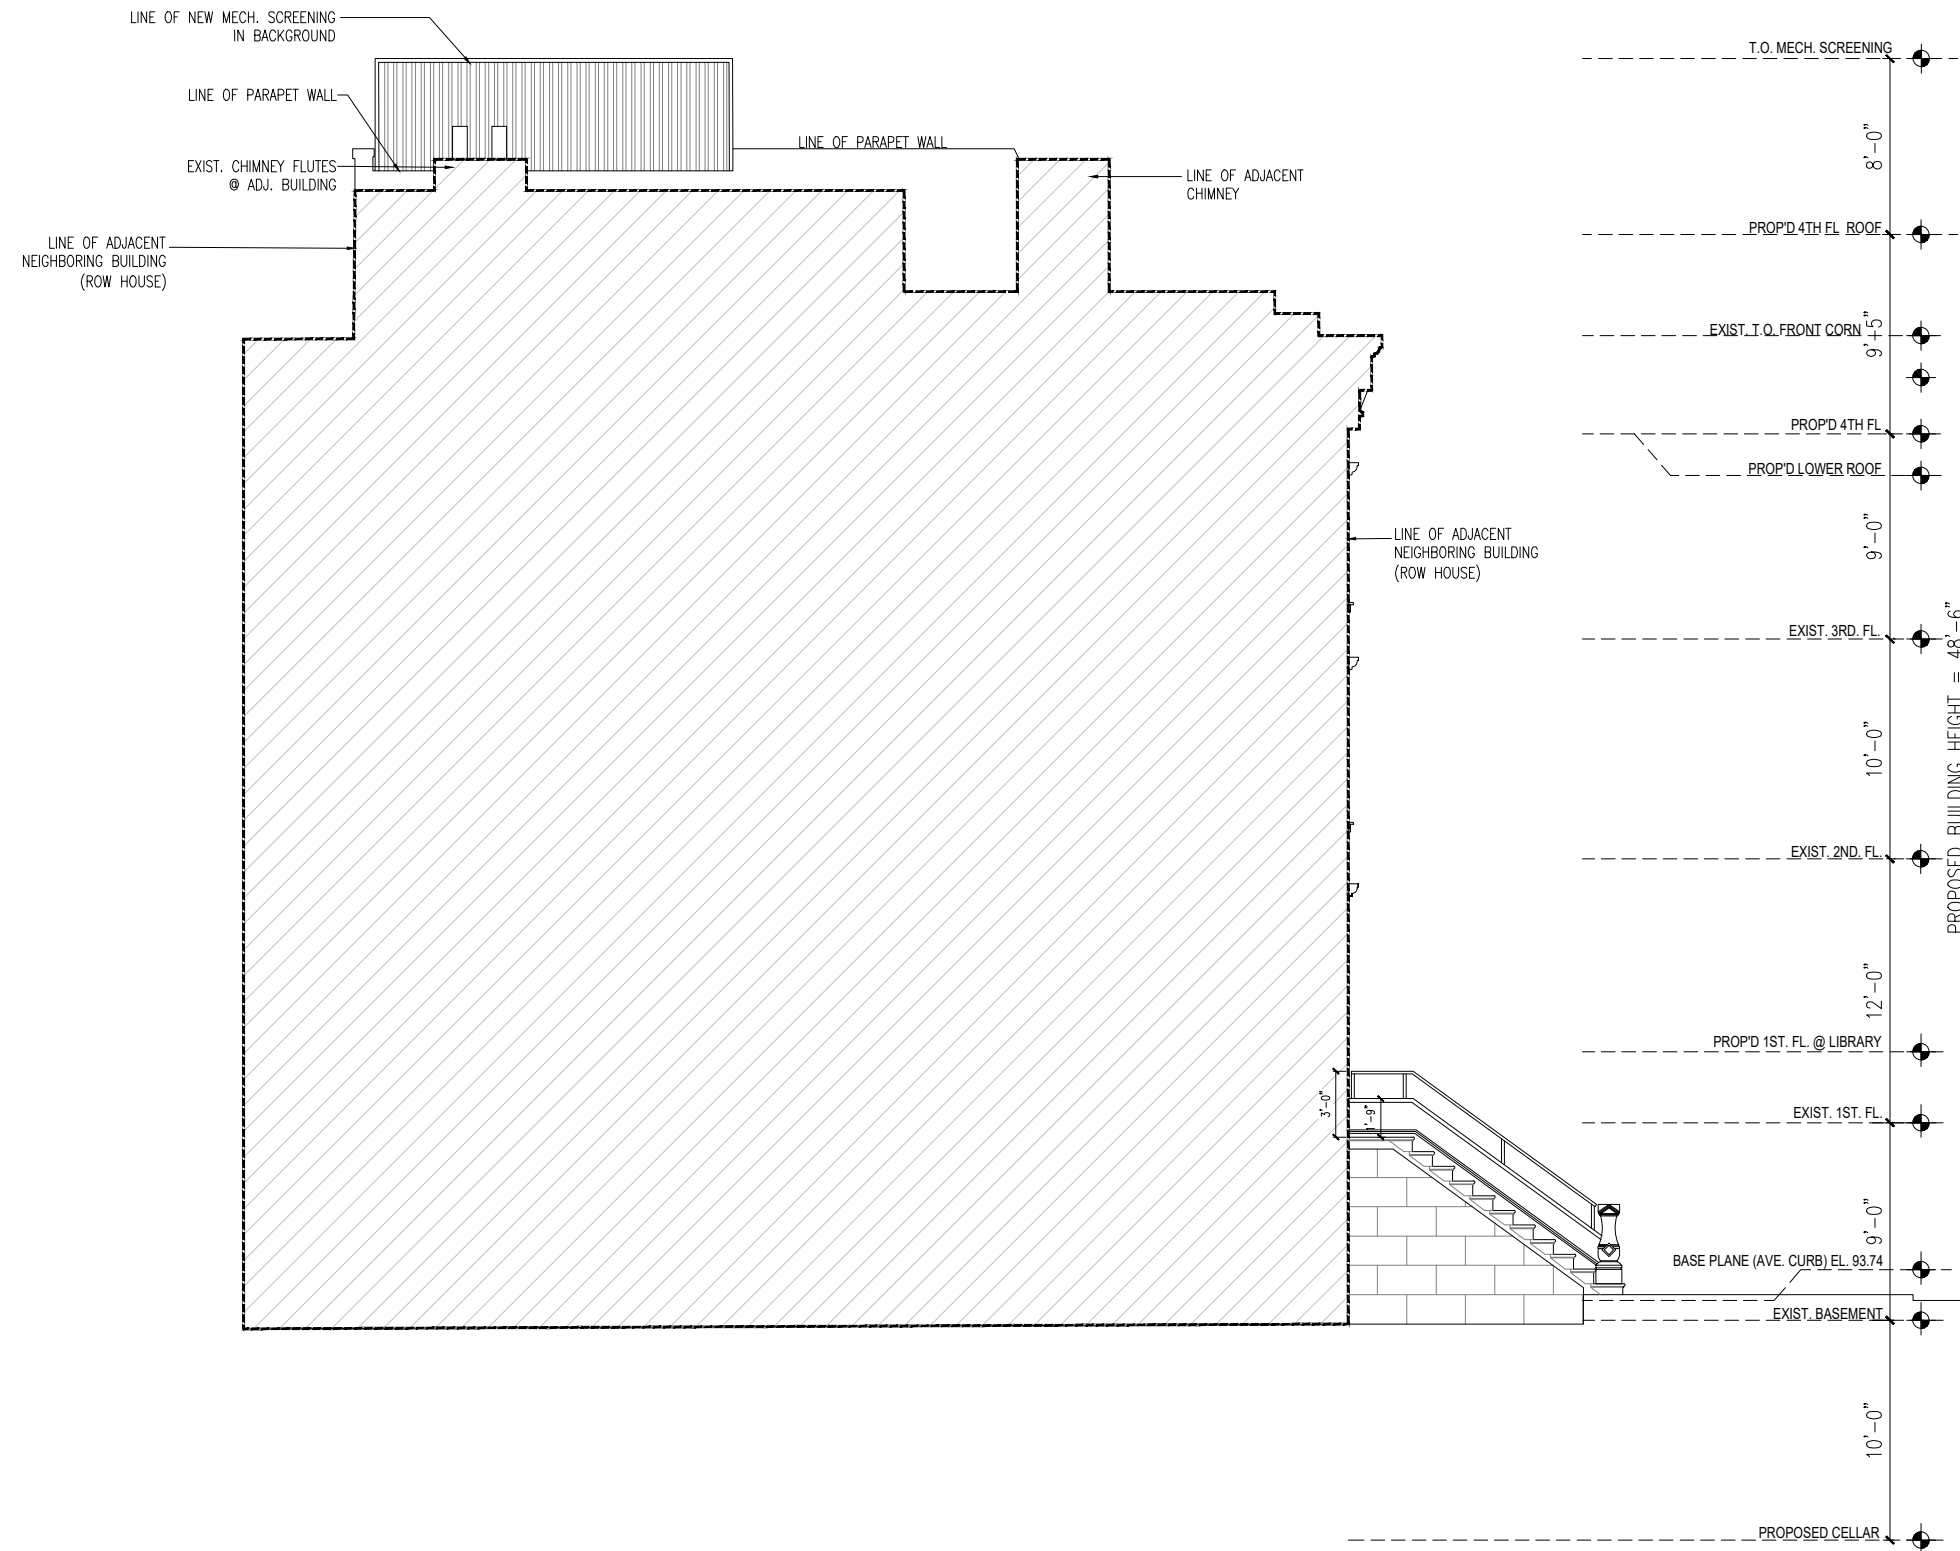 LINE OF NEW MECH. SCREENING
IN BACKGROUND
LINE OF PARAPET WALL
EXIST. CHIMNEY FLUTES
@ ADJ. BUILDING
LINE OF ADJACENT
NEIGHBORING BUILDING
(ROW HOUSE)
LINE OF PARAPET WALL
LINE OF ADJACENT
CHIMNEY
LINE OF ADJACENT
NEIGHBORING BUILDING
(ROW HOUSE)
3'-0"
1'-9"
T.O. MECH. SCREENING
8'-0"
PROP'D 4TH FL ROOF
EXIST. T.O. FRONT CORN
9'-5"
PROP'D 4TH FL
PROP'D LOWER ROOF
9'-0"
EXIST. 3RD. FL.
10'-0"
EXIST. 2ND. FL.
12'-0"
PROP'D 1ST. FL. @ LIBRARY
EXIST. 1ST. FL.
9'-0"
BASE PLANE (AVE. CURB) EL. 93.74
EXIST. BASEMENT
10'-0"
PROPOSED CELLAR
PROPOSED BUILDING HEIGHT = 48'-6"